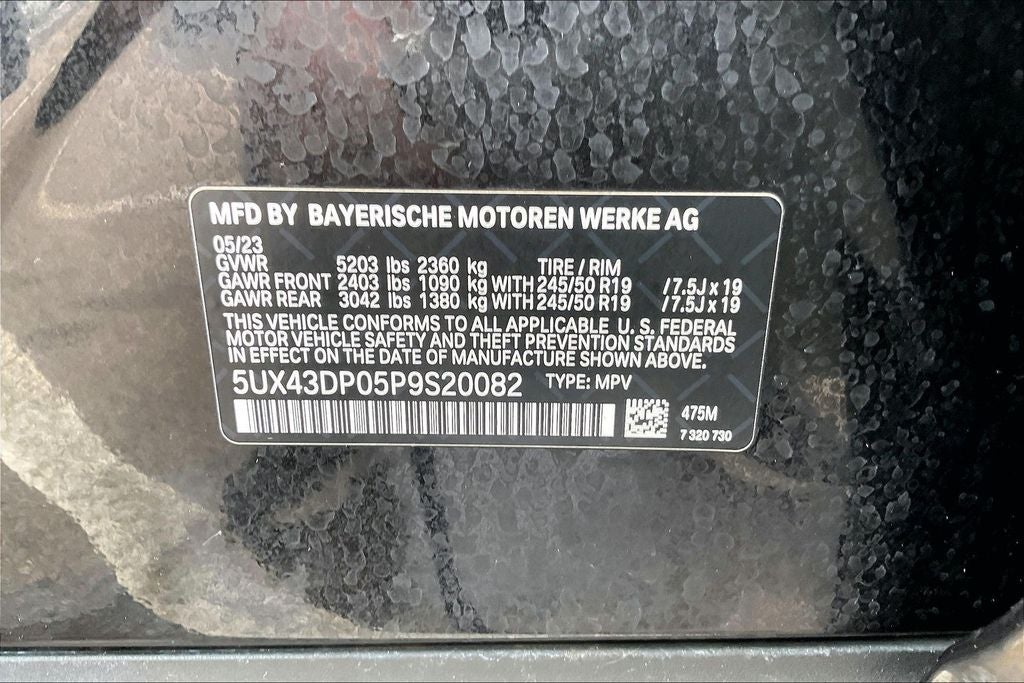 MFD BY BAYERISCHE MOTOREN WERKE AG
05/23
GVWR 5203 lbs 2360 kg TIRE / RIM
GAWR FRONT 2403 lbs 1090 kg WITH 245/50 R19 /7.5J x 19
GAWR REAR 3042 lbs 1380 kg WITH 245/50 R19 /7.5J x 19
THIS VEHICLE CONFORMS TO ALL APPLICABLE U. S. FEDERAL
MOTOR VEHICLE SAFETY AND THEFT PREVENTION STANDARDS
IN EFFECT ON THE DATE OF MANUFACTURE SHOWN ABOVE.
5UX43DP05P9S20082 TYPE: MPV
475M
7 320 730